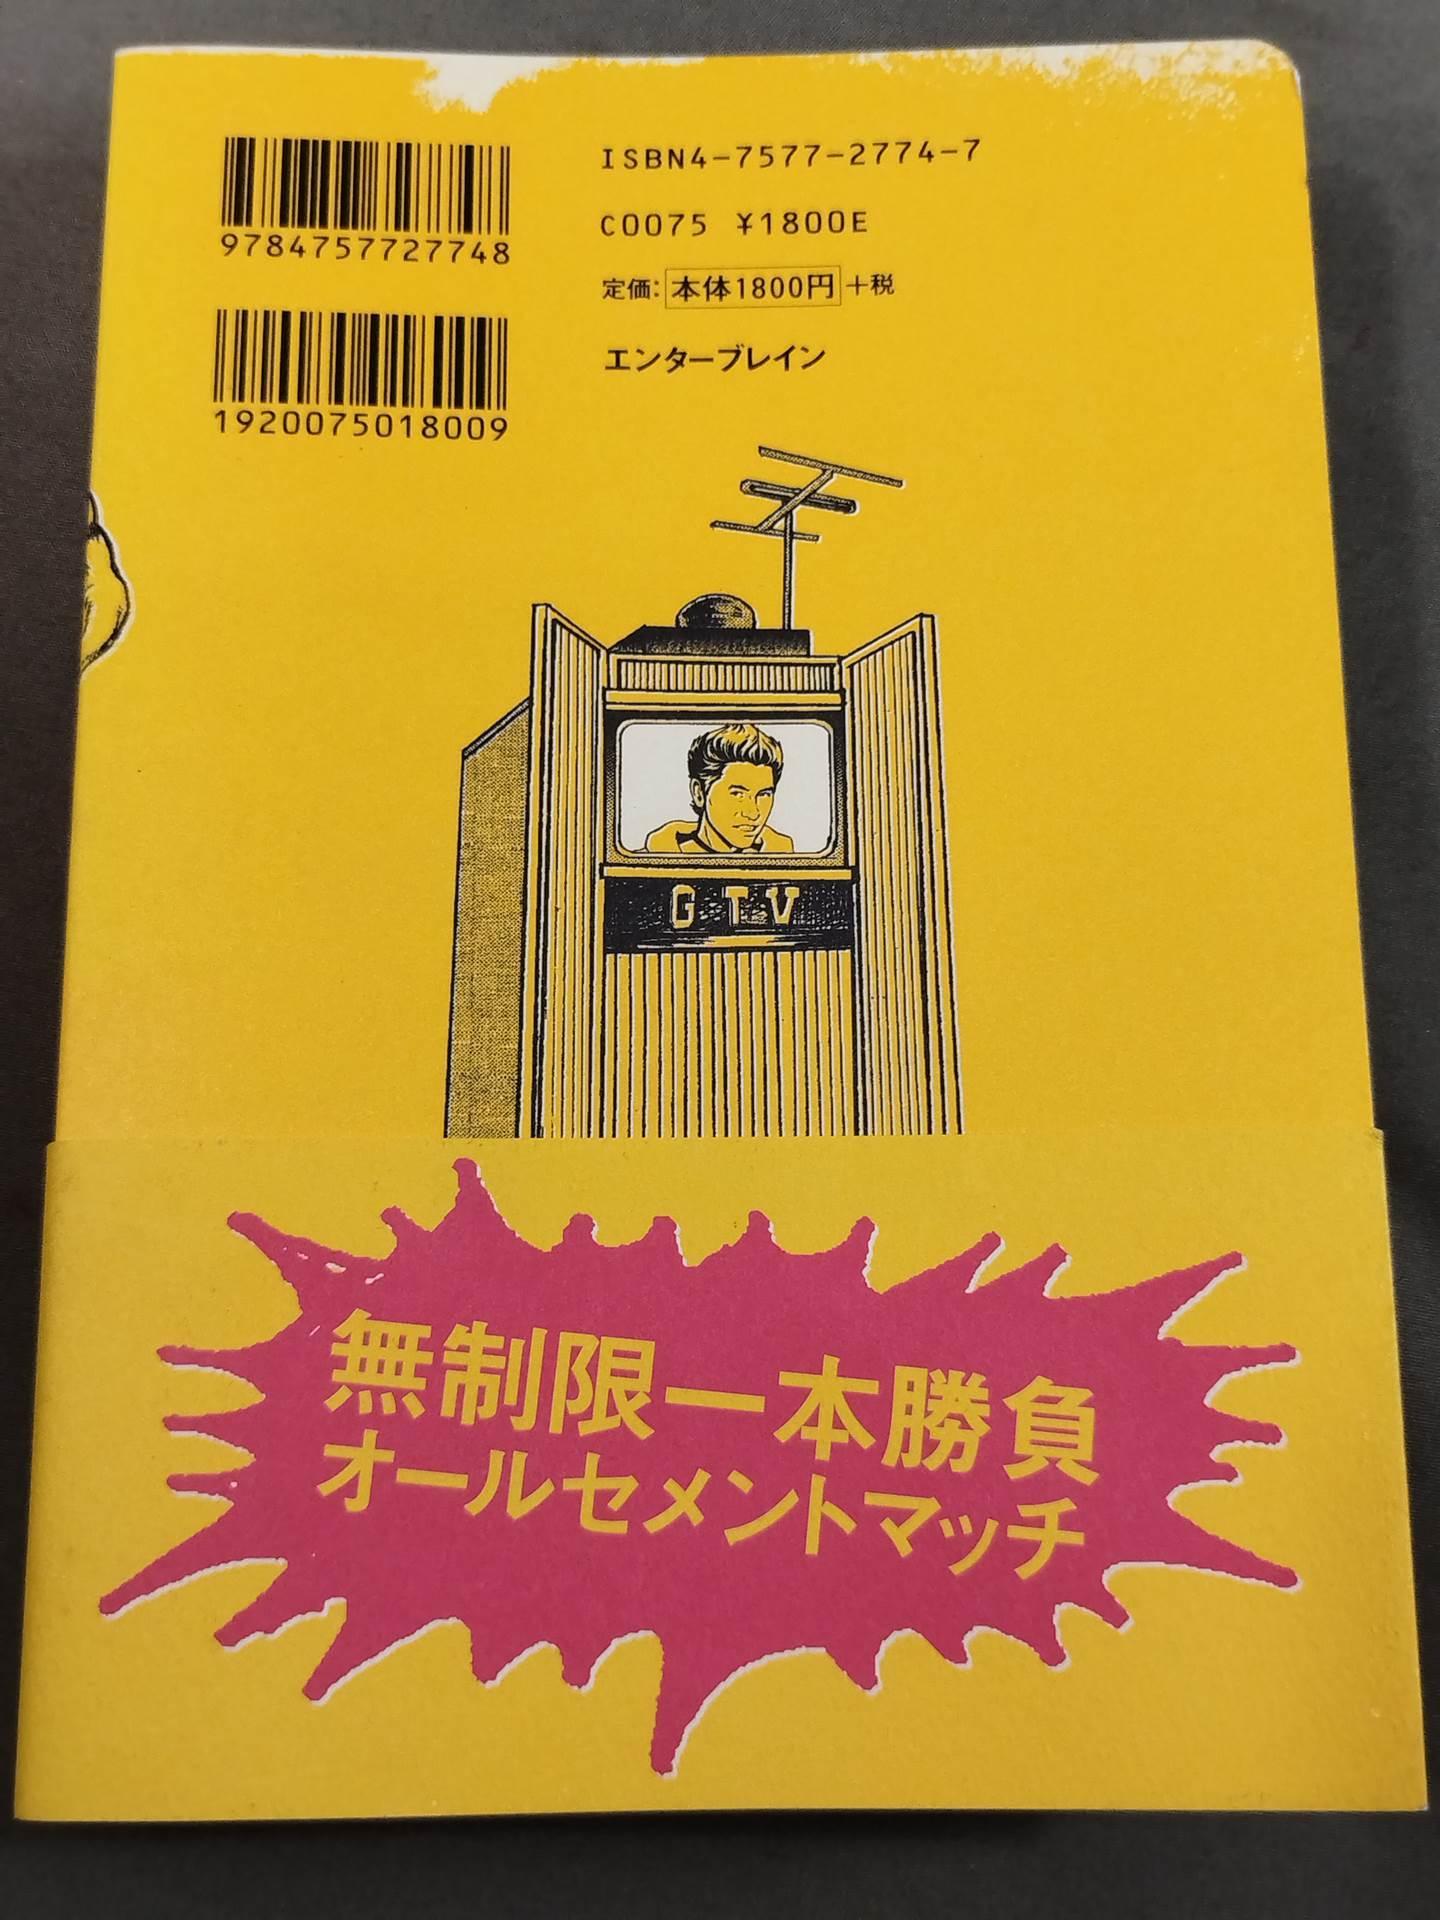 ISBN4-7577-2774-7
C0075 ¥1800E
定価:本体1800円+税
エンターブレイン
9784757727748
1920075018009
GTV
無制限一本勝負
オールセメントマッチ